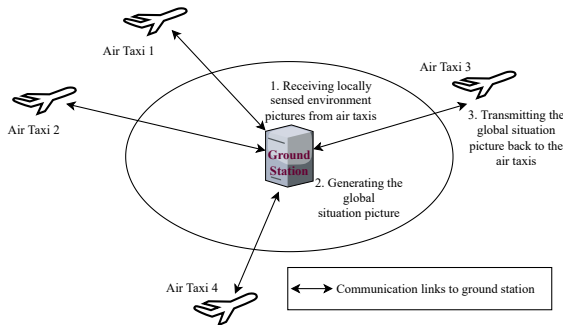 Air Taxi 1
Air Taxi 2
Air Taxi 3
1. Receiving locally
sensed environment
pictures from air taxis
3. Transmitting the
global situation
picture back to the
air taxis
Ground
Station
2. Generating the
global
situation picture
Air Taxi 4
Communication links to ground station